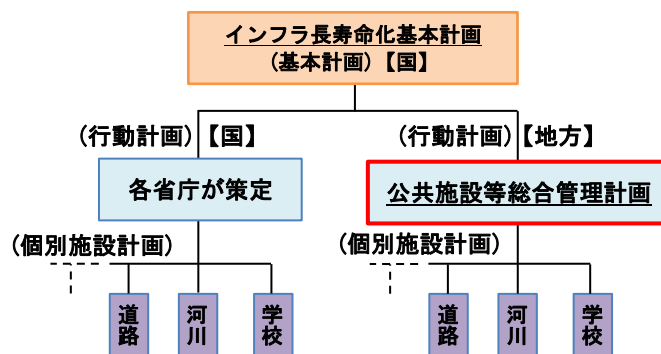 インフラ長寿命化基本計画
(基本計画)【国】
(行動計画)【国】
(行動計画)【地方】
各省庁が策定
公共施設等総合管理計画
(個別施設計画)
(個別施設計画)
道路
河川
学校
道路
河川
学校